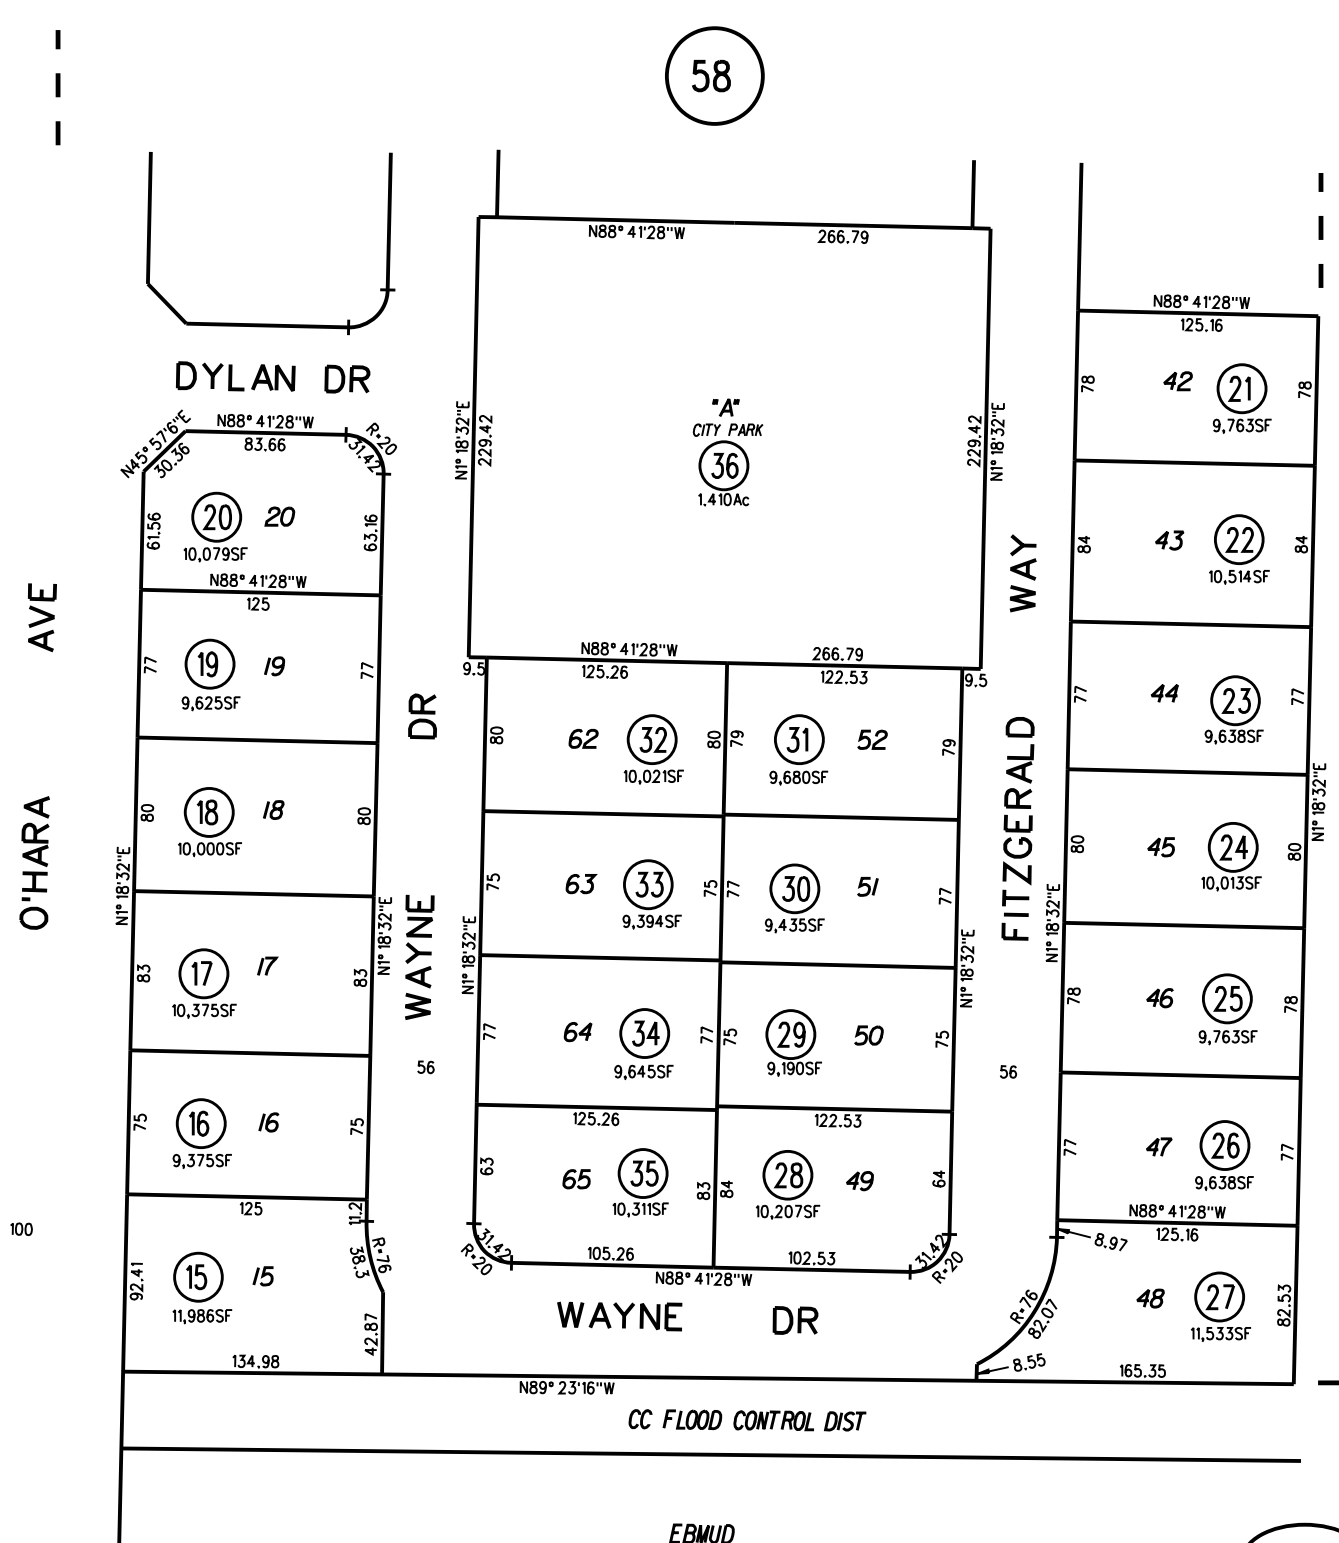 58
N88° 41'28"W
266.79
N88° 41'28"W
125.16
DYLAN DR
78
42
21
78
9,763SF
"A"
CITY PARK
36
1.410Ac
N1° 18'32"E
229.42
229.42
N1° 18'32"E
N45° 57'6"E
30.36
N88° 41'28"W
83.66
R=20
31.42
61.56
20
20
63.16
10,079SF
N88° 41'28"W
125
84
43
22
84
10,514SF
O'HARA AVE
77
19
19
77
9,625SF
WAYNE DR
FITZGERALD WAY
N88° 41'28"W
266.79
9.5
125.26
122.53
9.5
77
44
23
77
9,638SF
80
62
32
80
10,021SF
79
31
52
79
9,680SF
80
18
18
80
10,000SF
N1° 18'32"E
N1° 18'32"E
80
45
24
80
10,013SF
N1° 18'32"E
N1° 18'32"E
75
63
33
75
9,394SF
77
30
51
77
9,435SF
N1° 18'32"E
N1° 18'32"E
83
17
17
83
10,375SF
78
46
25
78
9,763SF
77
64
34
77
9,645SF
75
29
50
75
9,190SF
56
56
75
16
16
75
9,375SF
125.26
122.53
77
47
26
77
9,638SF
N88° 41'28"W
125.16
63
65
35
83
10,311SF
84
28
49
64
10,207SF
100
125
11.2
R=76
38.3
92.41
15
15
11,986SF
42.87
134.98
31.42
R=20
105.26
102.53
31.42
R=20
N88° 41'28"W
WAYNE DR
8.97
R=76
82.07
48
27
82.53
11,533SF
8.55
165.35
N89° 23'16"W
CC FLOOD CONTROL DIST
EBMUD